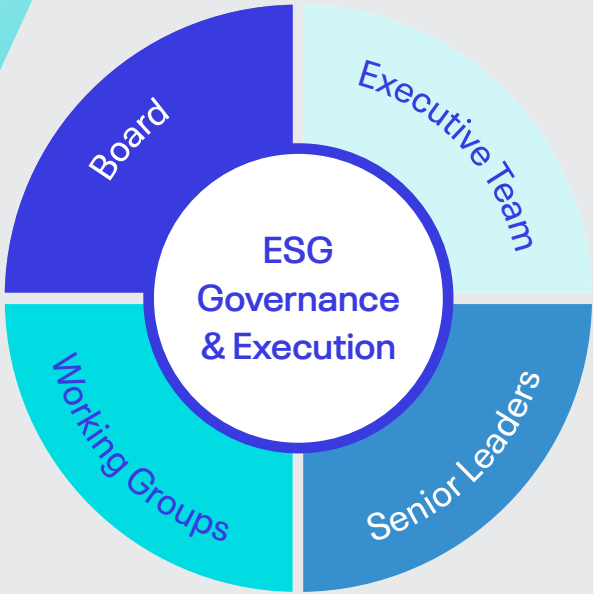 Board
Executive Team
ESG
Governance
& Execution
Working Groups
Senior Leaders